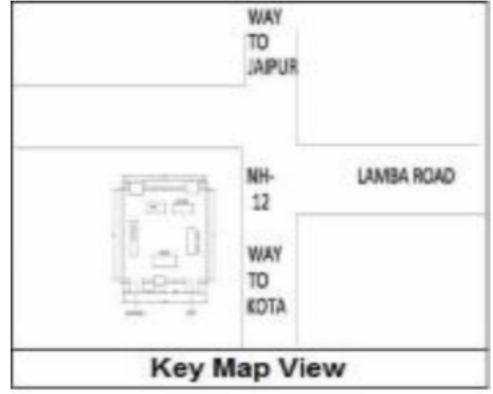 WAY
TO
JAIPUR
NH-
12
LAMBA ROAD
WAY
TO
KOTA
Key Map View